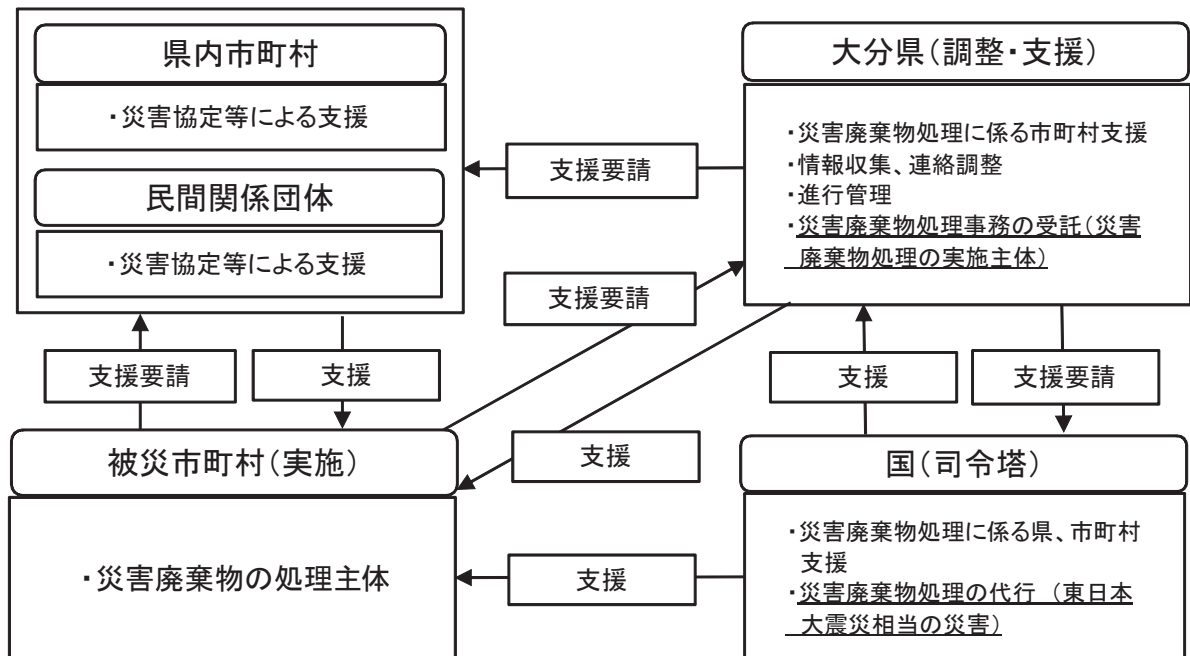 県内市町村
・災害協定等による支援
民間関係団体
・災害協定等による支援
支援要請
大分県(調整・支援)
・災害廃棄物処理に係る市町村支援
・情報収集、連絡調整
・進行管理
・災害廃棄物処理事務の受託(災害
廃棄物処理の実施主体)
支援要請
支援要請
支援
支援
支援要請
支援
被災市町村(実施)
・災害廃棄物の処理主体
支援
国(司令塔)
・災害廃棄物処理に係る県、市町村
支援
・災害廃棄物処理の代行 (東日本
大震災相当の災害)